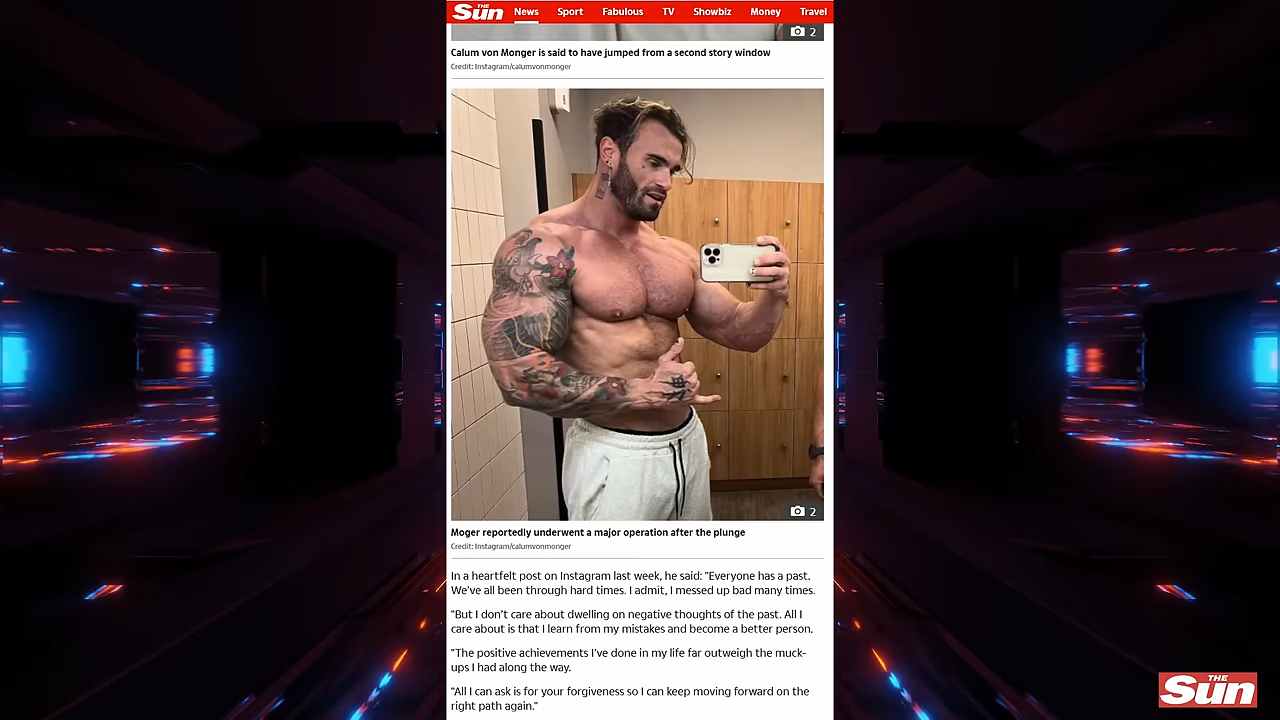 THE
Sun
News Sport Fabulous TV Showbiz Money Travel
2
Calum von Monger is said to have jumped from a second story window
Credit: Instagram/calumvonmonger
2
Moger reportedly underwent a major operation after the plunge
Credit: Instagram/calumvonmonger
In a heartfelt post on Instagram last week, he said: "Everyone has a past.
We've all been through hard times. I admit, I messed up bad many times.
"But I don't care about dwelling on negative thoughts of the past. All I
care about is that I learn from my mistakes and become a better person.
"The positive achievements I've done in my life far outweigh the muck-
ups I had along the way.
"All I can ask is for your forgiveness so I can keep moving forward on the
right path again."
THE
Sun